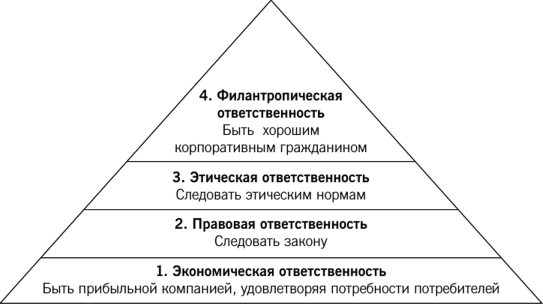 4. Филантропическая
ответственность
Быть хорошим
корпоративным гражданином
3. Этическая ответственность
Следовать этическим нормам
2. Правовая ответственность
Следовать закону
1. Экономическая ответственность
Быть прибыльной компанией, удовлетворяя потребности потребителей